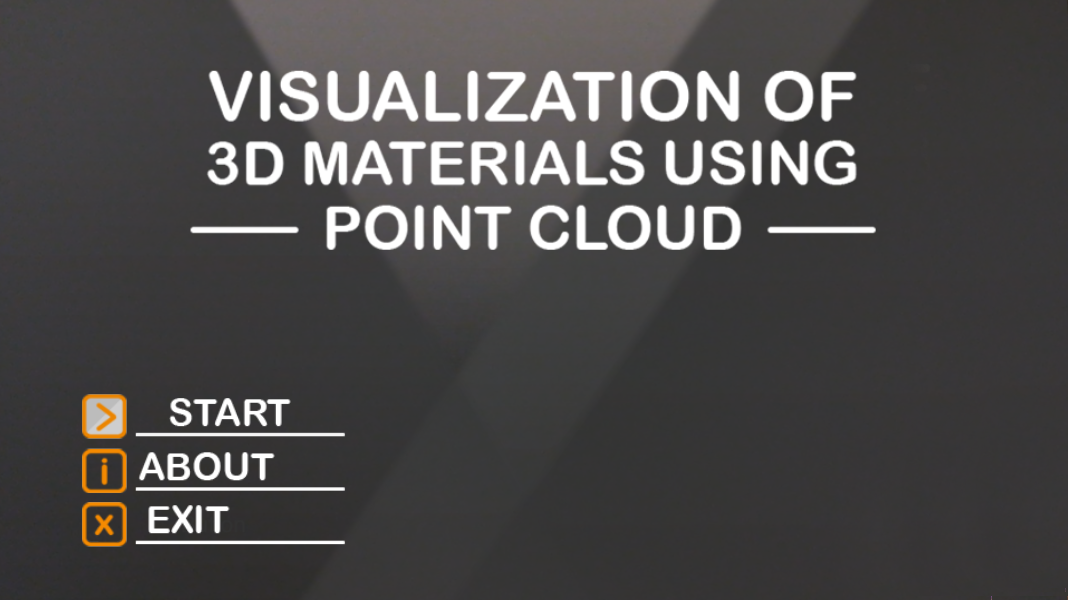 VISUALIZATION OF
3D MATERIALS USING
POINT CLOUD
START
i ABOUT
x EXIT